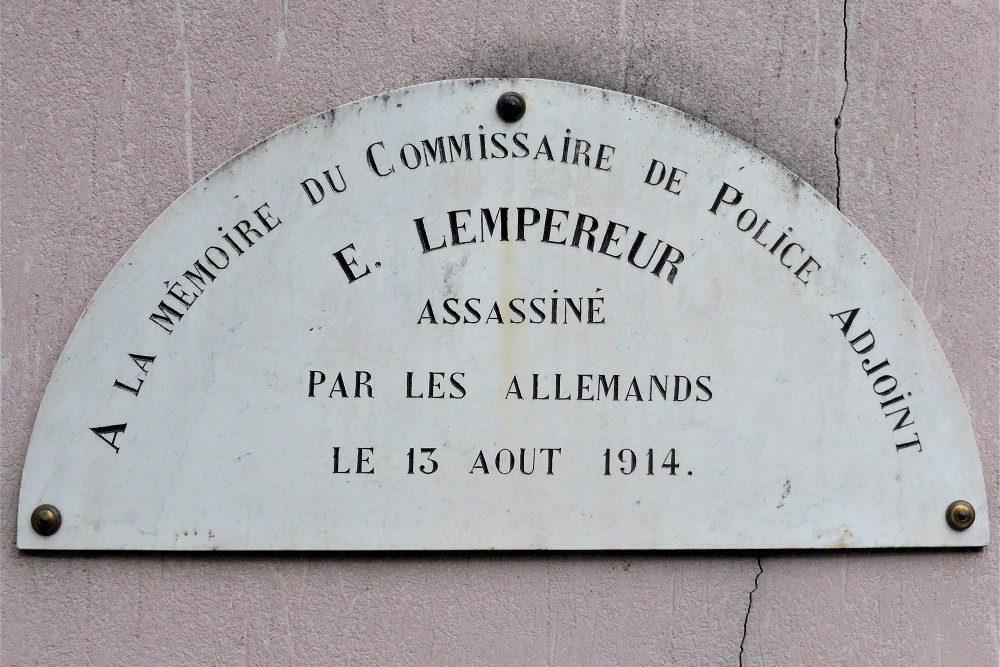 A LA MÉMOIRE DU COMMISSAIRE DE POLICE ADJOINT
E. LEMPEREUR
ASSASSINÉ
PAR LES ALLEMANDS
LE 13 AOUT 1914.